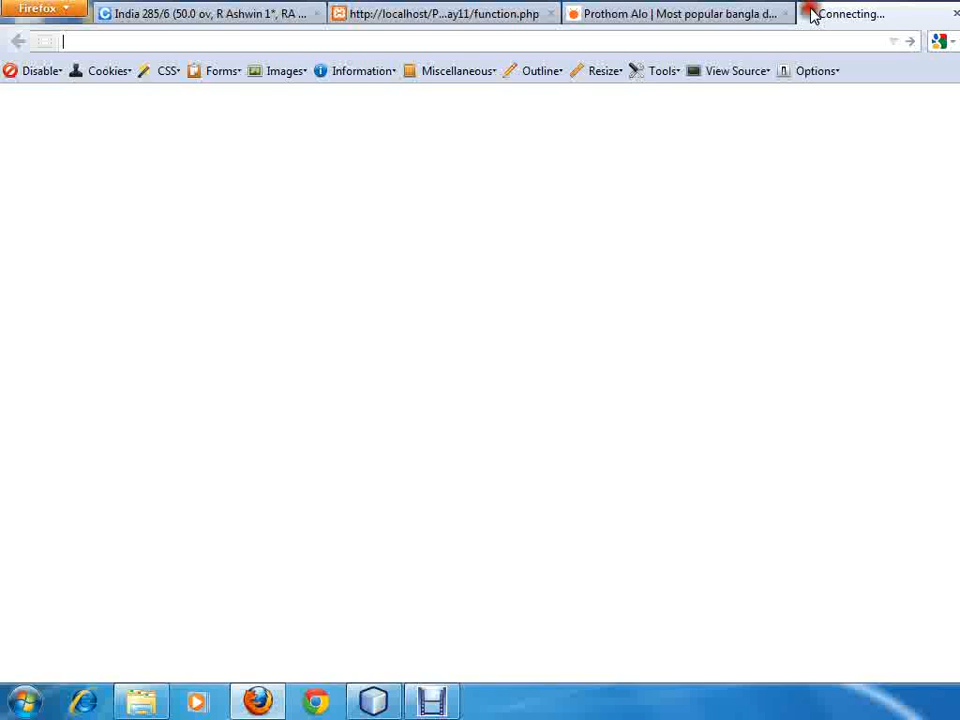 Firefox
India 285/6 (50.0 ov, R Ashwin 1*, RA ...
http://localhost/P...ay11/function.php
Prothom Alo | Most popular bangla d...
Connecting...
Disable
Cookies
CSS
Forms
Images
Information
Miscellaneous
Outline
Resize
Tools
View Source
Options